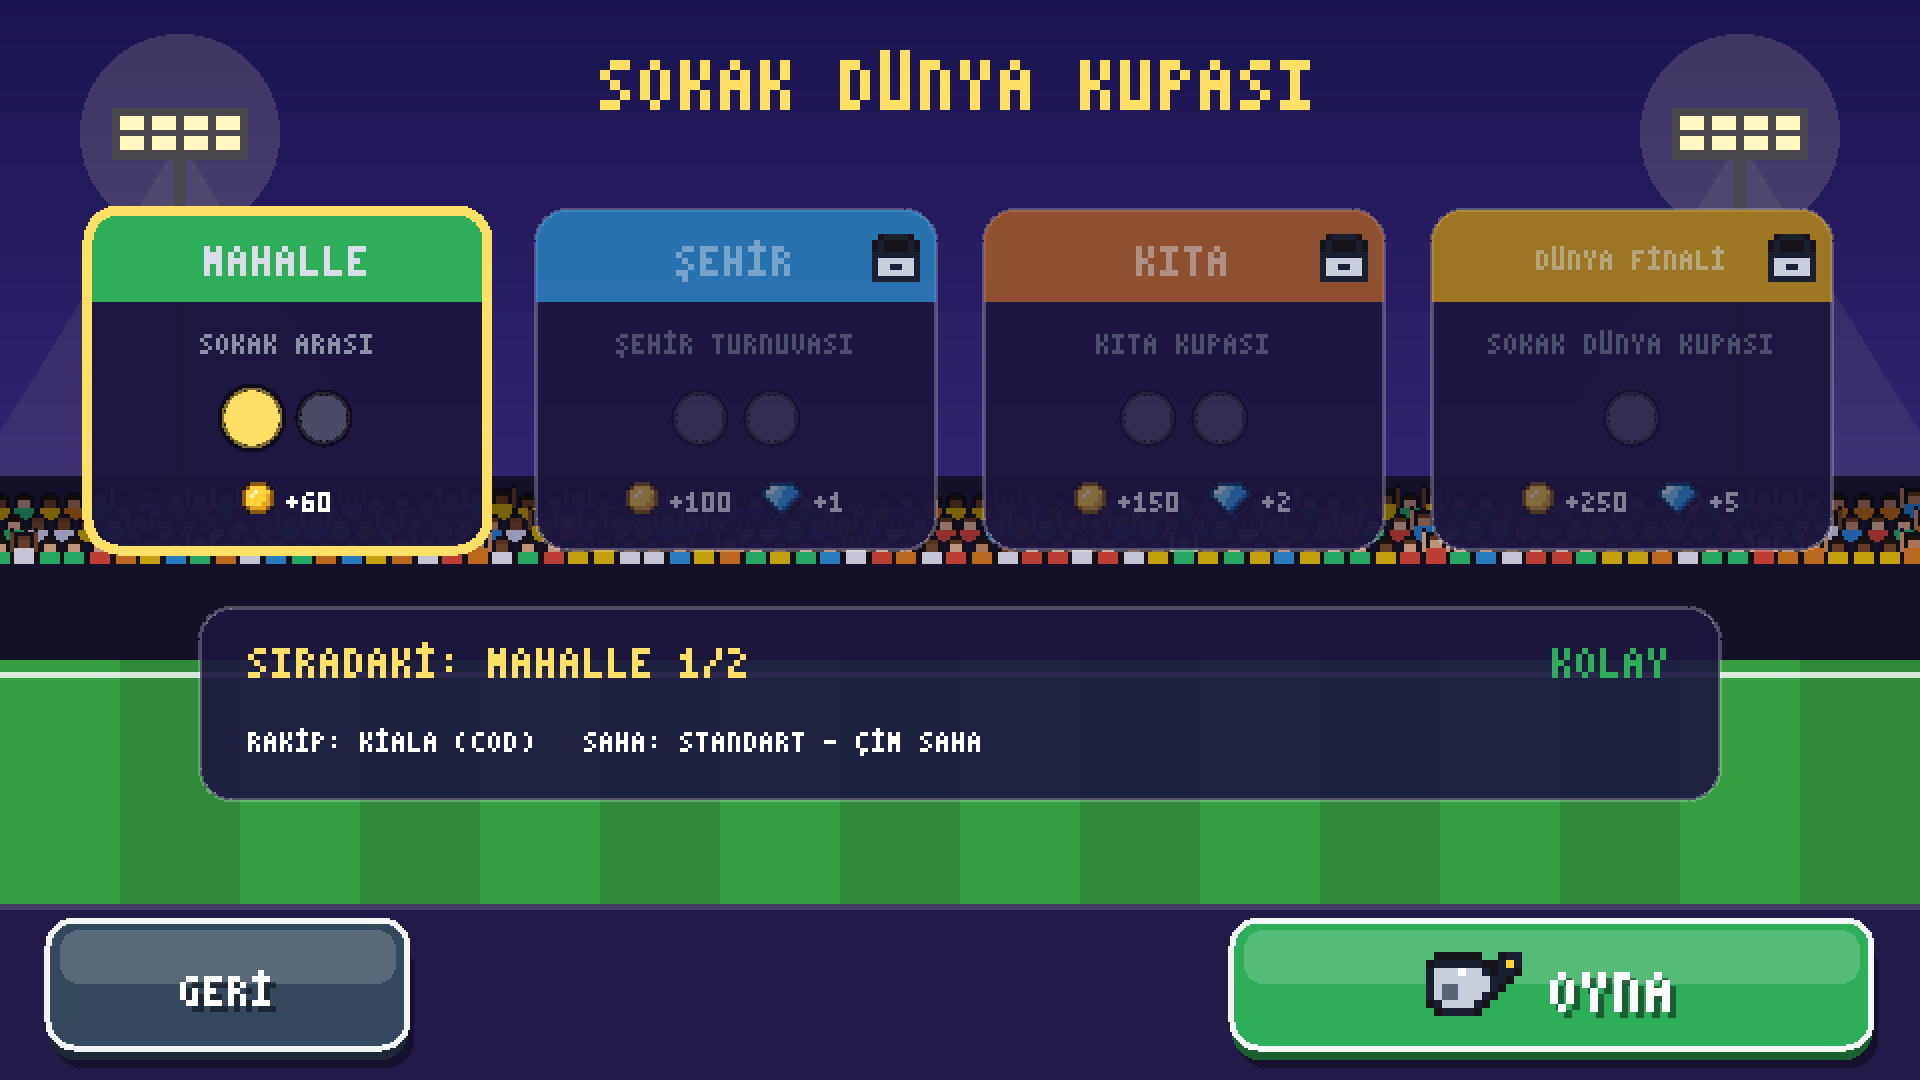 SOKAK DÜNYA KUPASI
MAHALLE
SOKAK ARASI
+60
ŞEHİR
ŞEHİR TURNUVASI
+100 +1
KITA
KITA KUPASI
+150 +2
DÜNYA FİNALİ
SOKAK DÜNYA KUPASI
+250 +5
SIRADAKİ: MAHALLE 1/2
KOLAY
RAKİP: KİALA (COD) SAHA: STANDART - ÇİM SAHA
GERİ
OYNA